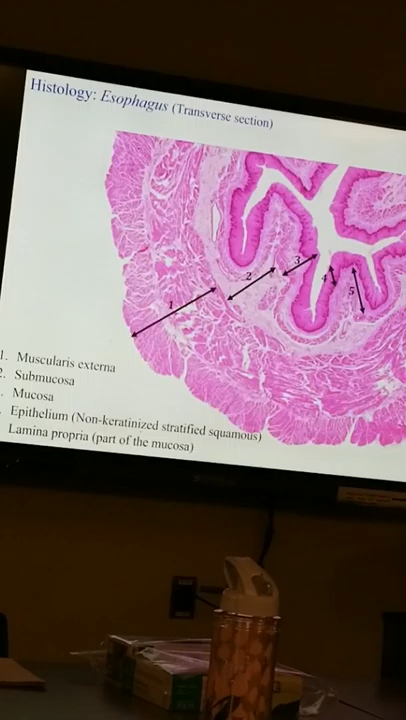 Histology: Esophagus (Transverse section)
1
2
3
4
5
1. Muscularis externa
2. Submucosa
. Mucosa
. Epithelium (Non-keratinized stratified squamous)
Lamina propria (part of the mucosa)